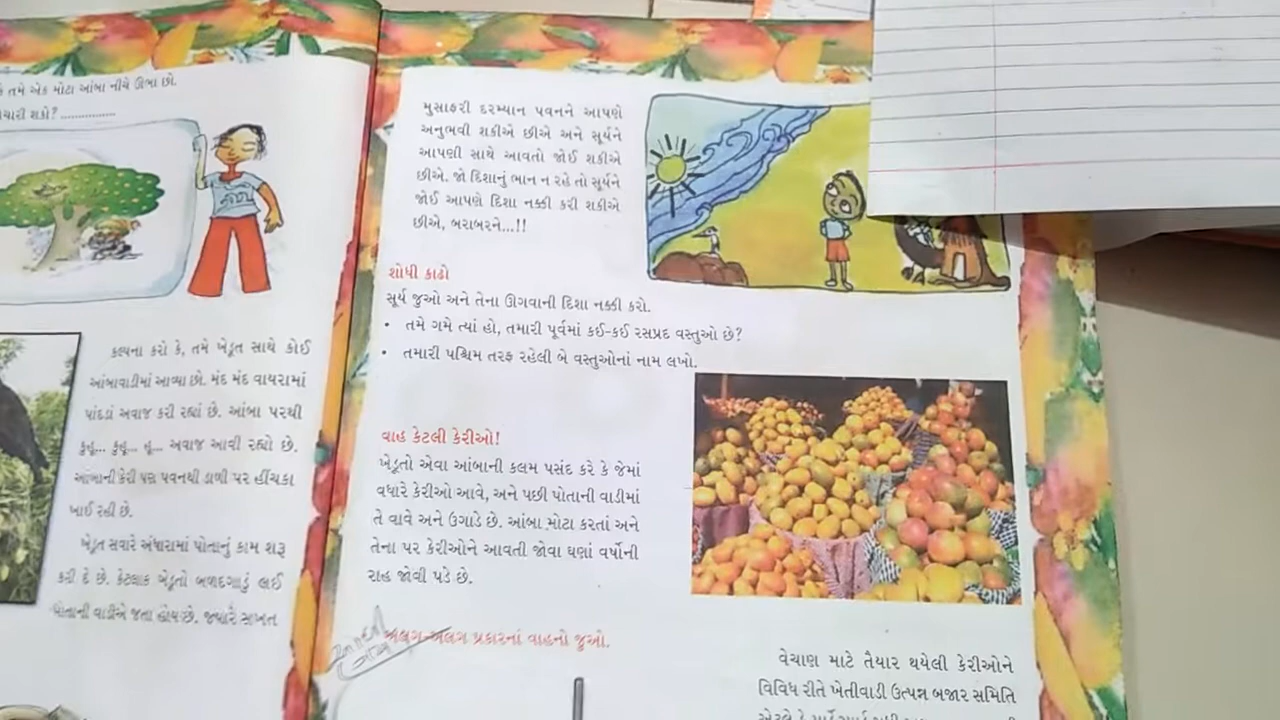 તમે એક મોટા આંબા નીચે ઊભા છો.
ચારી શકો? ...............
કલ્પના કરો કે, તમે ખેડૂત સાથે કોઈ
આંબાવાડીમાં આવ્યા છો. મંદ મંદ વાયરામાં
પાંદડાં અવાજ કરી રહ્યાં છે. આંબા પરથી
કુહૂ... કુહૂ... કૂ... અવાજ આવી રહ્યો છે.
આંબાની કેરી પણ પવનથી ડાળી પર હીંચકા
ખાઈ રહી છે.
ખેડૂત સવારે અંધારામાં પોતાનું કામ શરૂ
કરી દે છે. કેટલાક ખેડૂતો બળદગાડું લઈ
પોતાની વાડીએ જતા હોય છે. જ્યારે સખત
મુસાફરી દરમ્યાન પવનને આપણે
અનુભવી શકીએ છીએ અને સૂર્યને
આપણી સાથે આવતો જોઈ શકીએ
છીએ. જો દિશાનું ભાન ન રહે તો સૂર્યને
જોઈ આપણે દિશા નક્કી કરી શકીએ
છીએ, બરાબરને...!!
શોધી કાઢો
સૂર્ય જુઓ અને તેના ઊગવાની દિશા નક્કી કરો.
• તમે ગમે ત્યાં હો, તમારી પૂર્વમાં કઈ-કઈ રસપ્રદ વસ્તુઓ છે?
• તમારી પશ્ચિમ તરફ રહેલી બે વસ્તુઓનાં નામ લખો.
વાહ કેટલી કેરીઓ!
ખેડૂતો એવા આંબાની કલમ પસંદ કરે કે જેમાં
વધારે કેરીઓ આવે, અને પછી પોતાની વાડીમાં
તે વાવે અને ઉગાડે છે. આંબા મોટા કરતાં અને
તેના પર કેરીઓને આવતી જોવા ઘણાં વર્ષોની
રાહ જોવી પડે છે.
અલગ-અલગ પ્રકારનાં વાહનો જુઓ.
વેચાણ માટે તૈયાર થયેલી કેરીઓને
વિવિધ રીતે ખેતીવાડી ઉત્પન્ન બજાર સમિતિ